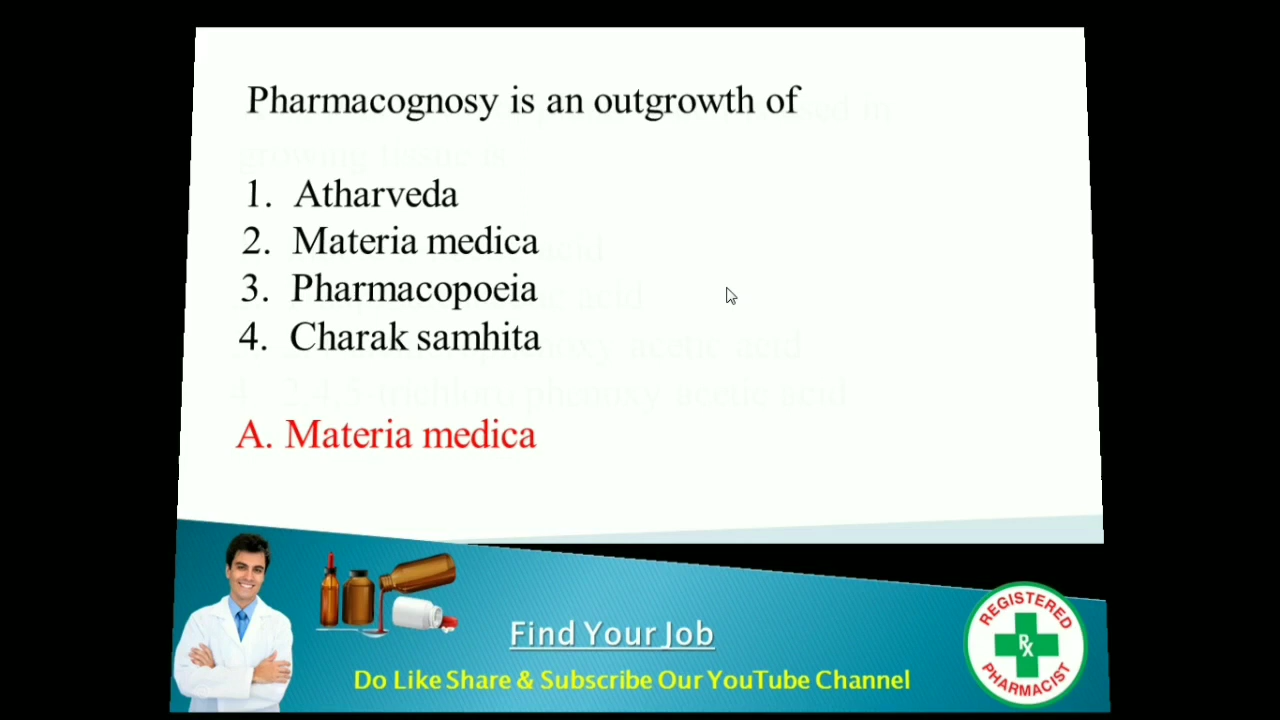 Pharmacognosy is an outgrowth of
1. Atharveda
2. Materia medica
3. Pharmacopoeia
4. Charak samhita
A. Materia medica
Find Your Job
Do Like Share & Subscribe Our YouTube Channel
REGISTERED
Rx
PHARMACIST